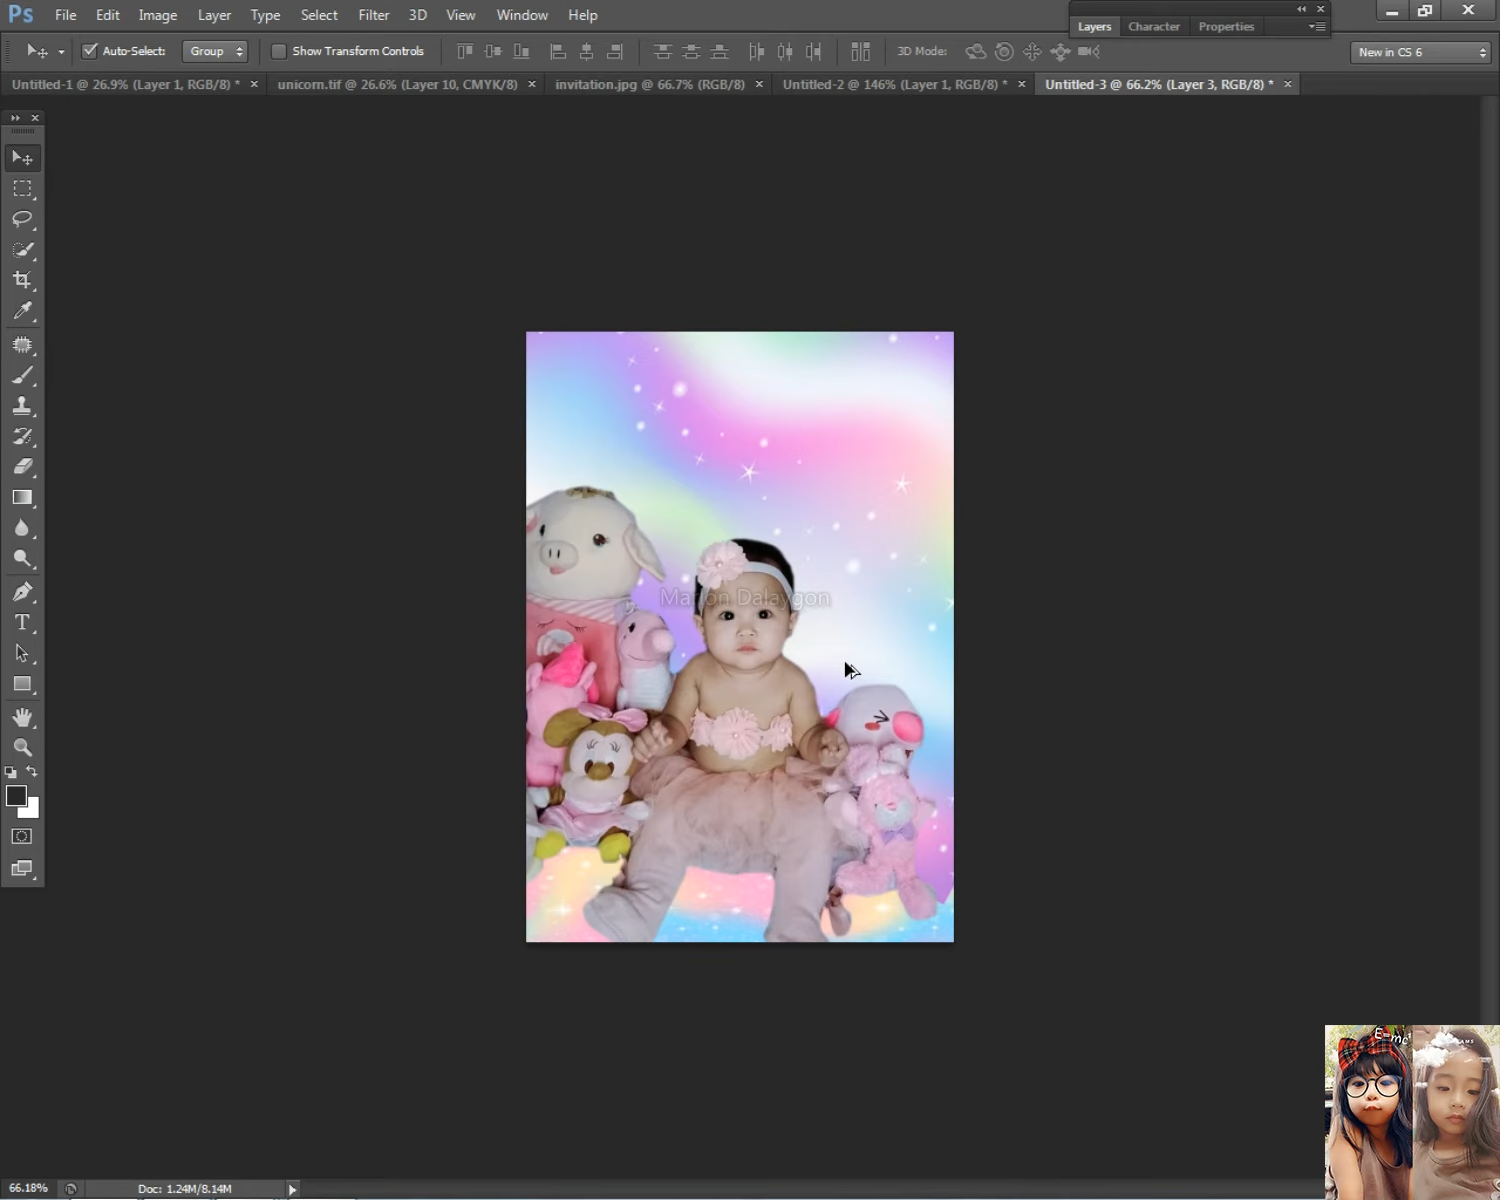 Ps File Edit Image Layer Type Select Filter 3D View Window Help
Layers Character Properties
Auto-Select: Group Show Transform Controls 3D Mode: New in CS 6
Untitled-1 @ 26.9% (Layer 1, RGB/8) * unicorn.tif @ 26.6% (Layer 10, CMYK/8) invitation.jpg @ 66.7% (RGB/8) Untitled-2 @ 146% (Layer 1, RGB/8) * Untitled-3 @ 66.2% (Layer 3, RGB/8) *
T
Marlon Dalaygon
66.18% Doc: 1.24M/8.14M